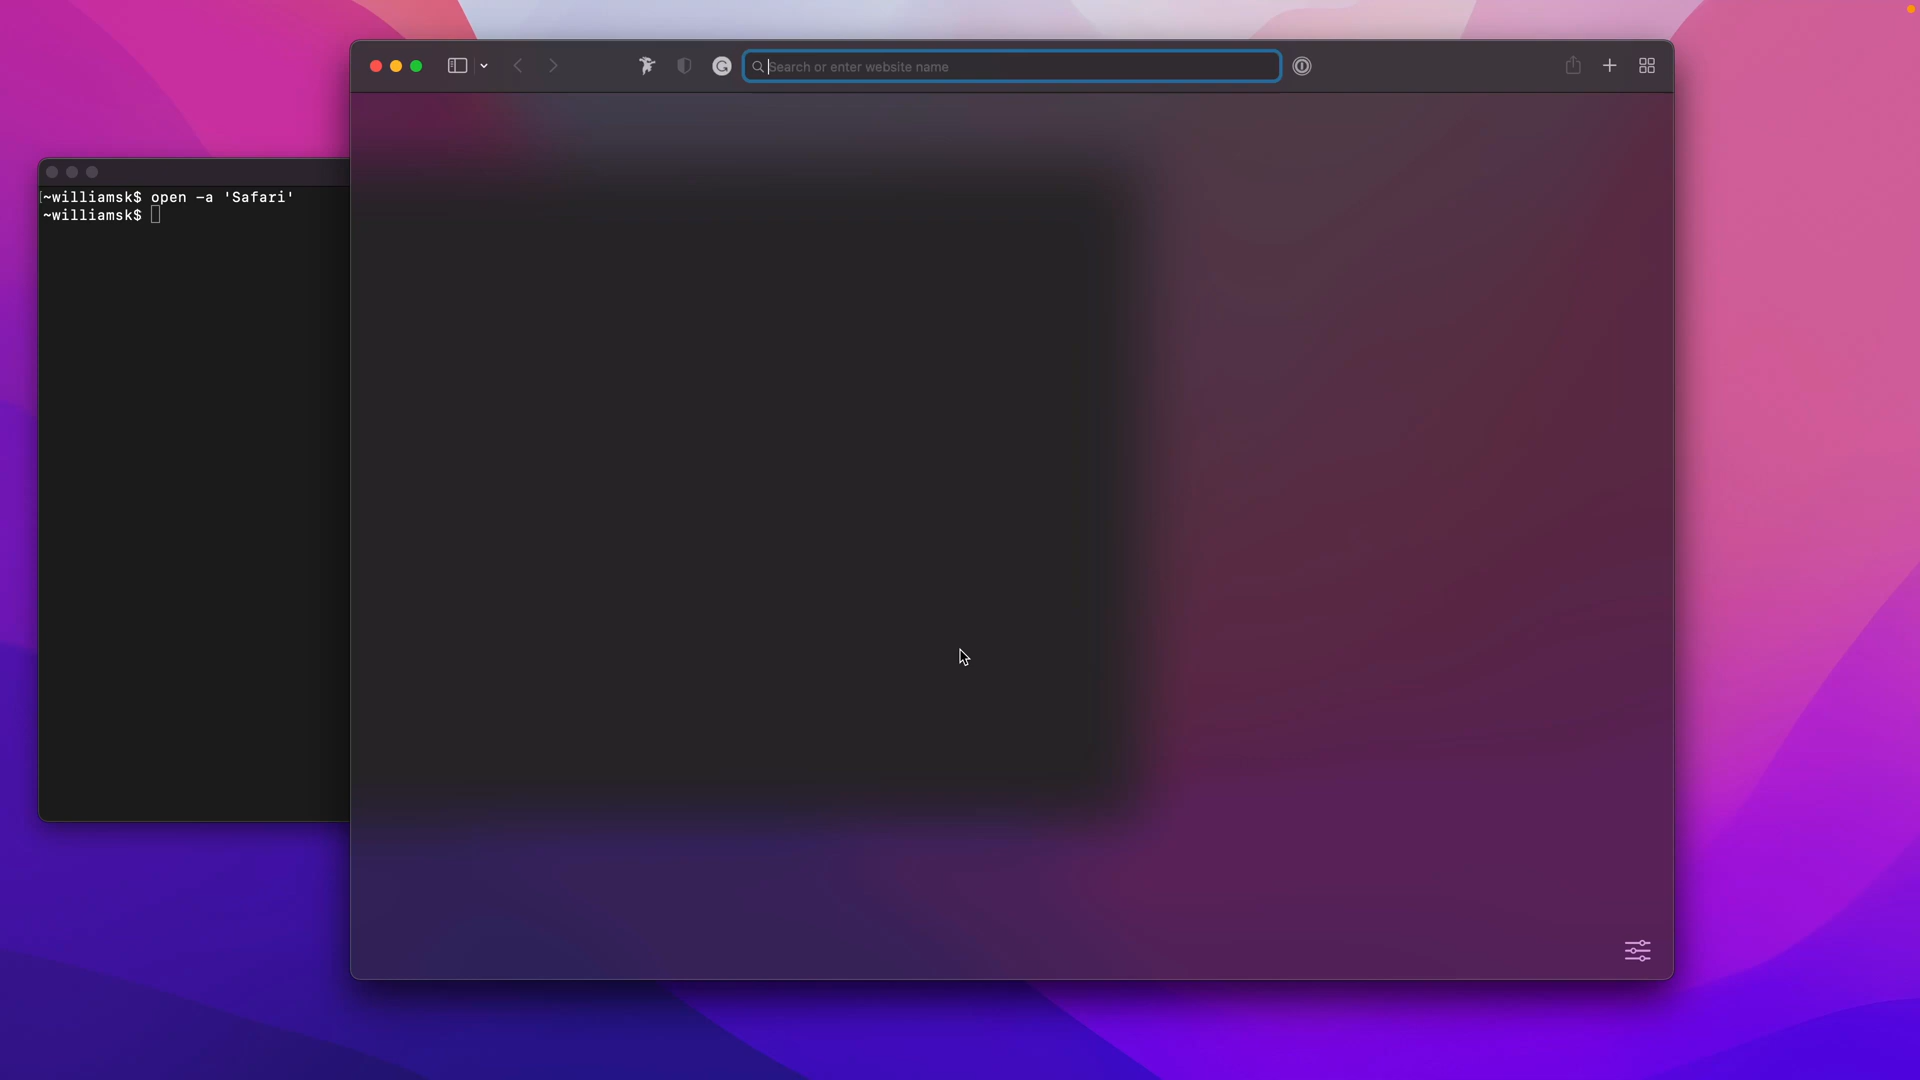 Search or enter website name
[~williamsk$ open -a 'Safari'
~williamsk$